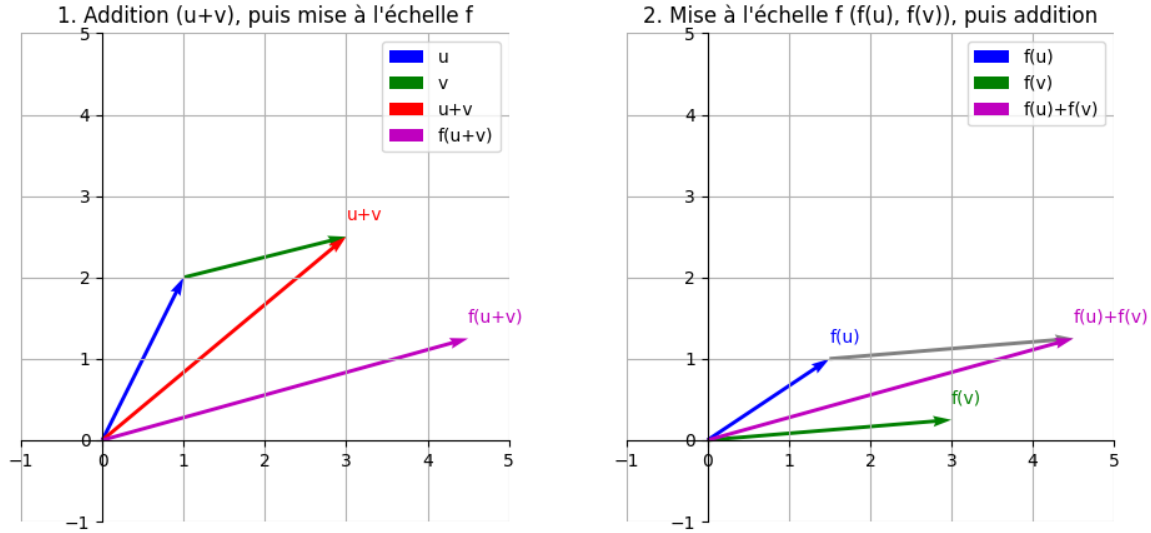 1. Addition (u+v), puis mise à l'échelle f
5
4
3
2
1
0
−1
−1
0
1
2
3
4
5
u
v
u+v
f(u+v)
u+v
f(u+v)
2. Mise à l'échelle f (f(u), f(v)), puis addition
5
4
3
2
1
0
−1
−1
0
1
2
3
4
5
f(u)
f(v)
f(u)+f(v)
f(u)
f(u)+f(v)
f(v)